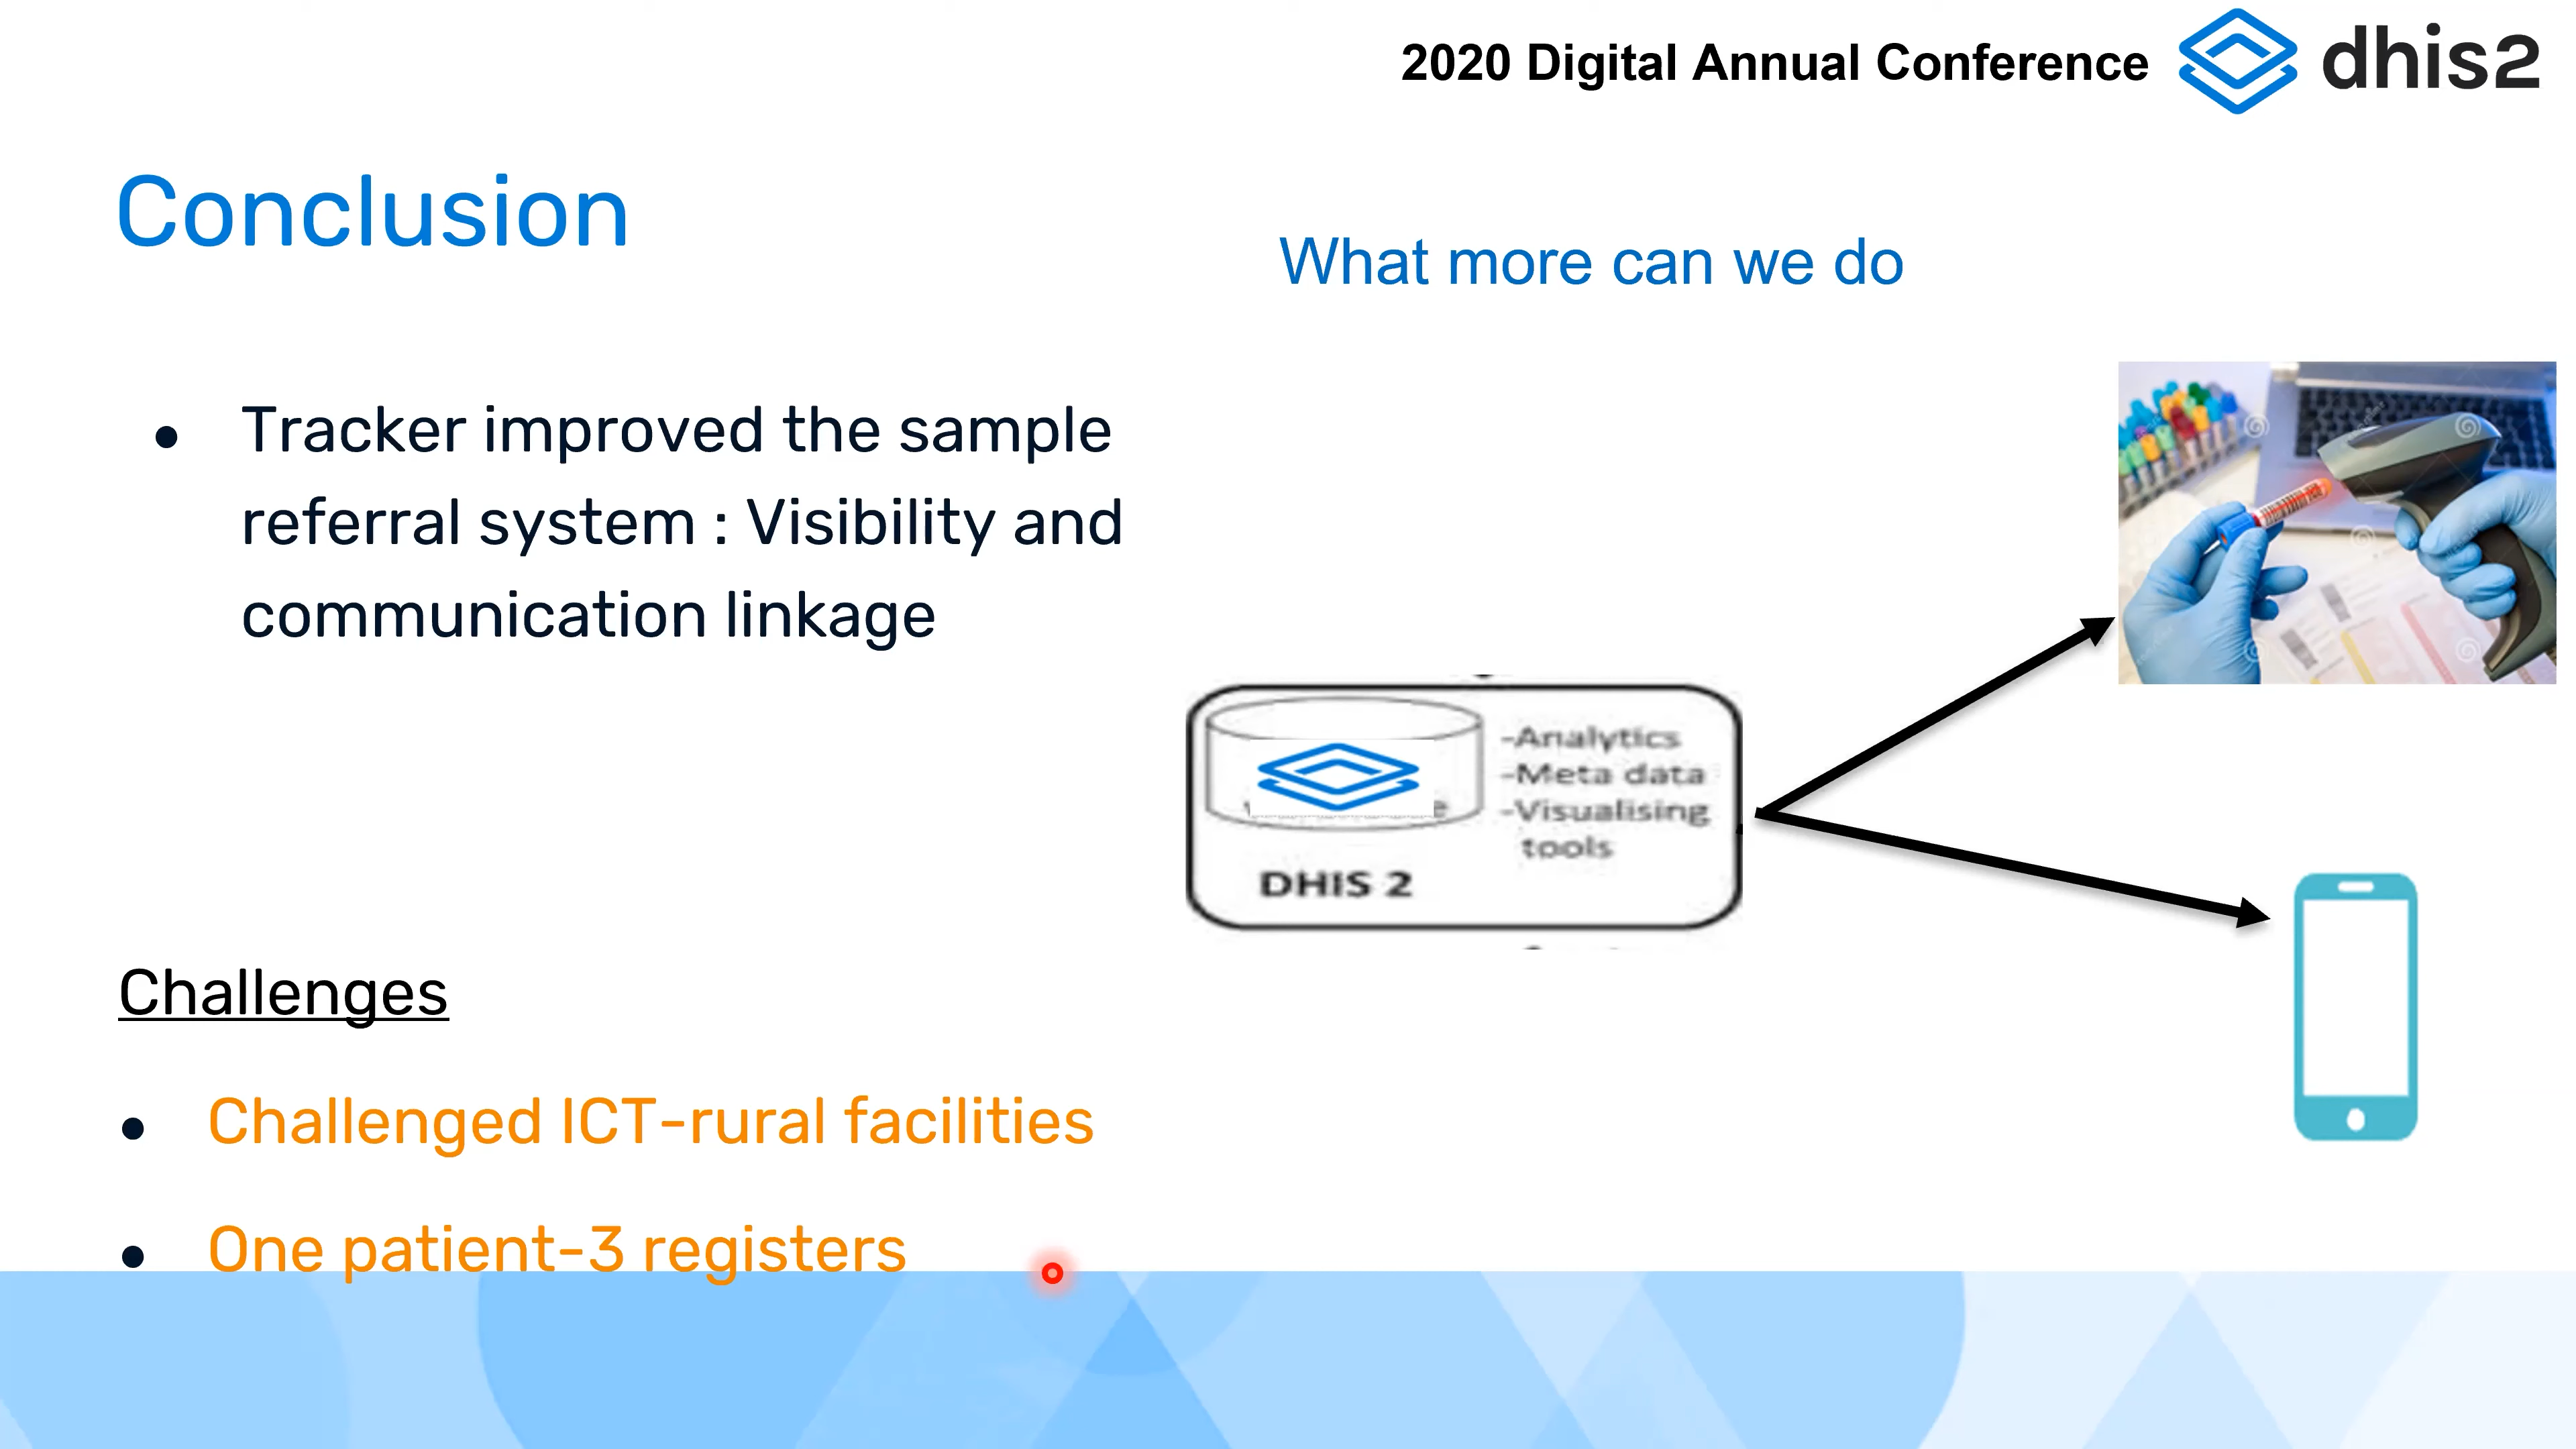 2020 Digital Annual Conference
dhis2
Conclusion
What more can we do
Tracker improved the sample
referral system : Visibility and
communication linkage
-Analytics
-Meta data
-Visualising
tools
DHIS 2
Challenges
Challenged ICT-rural facilities
One patient-3 registers